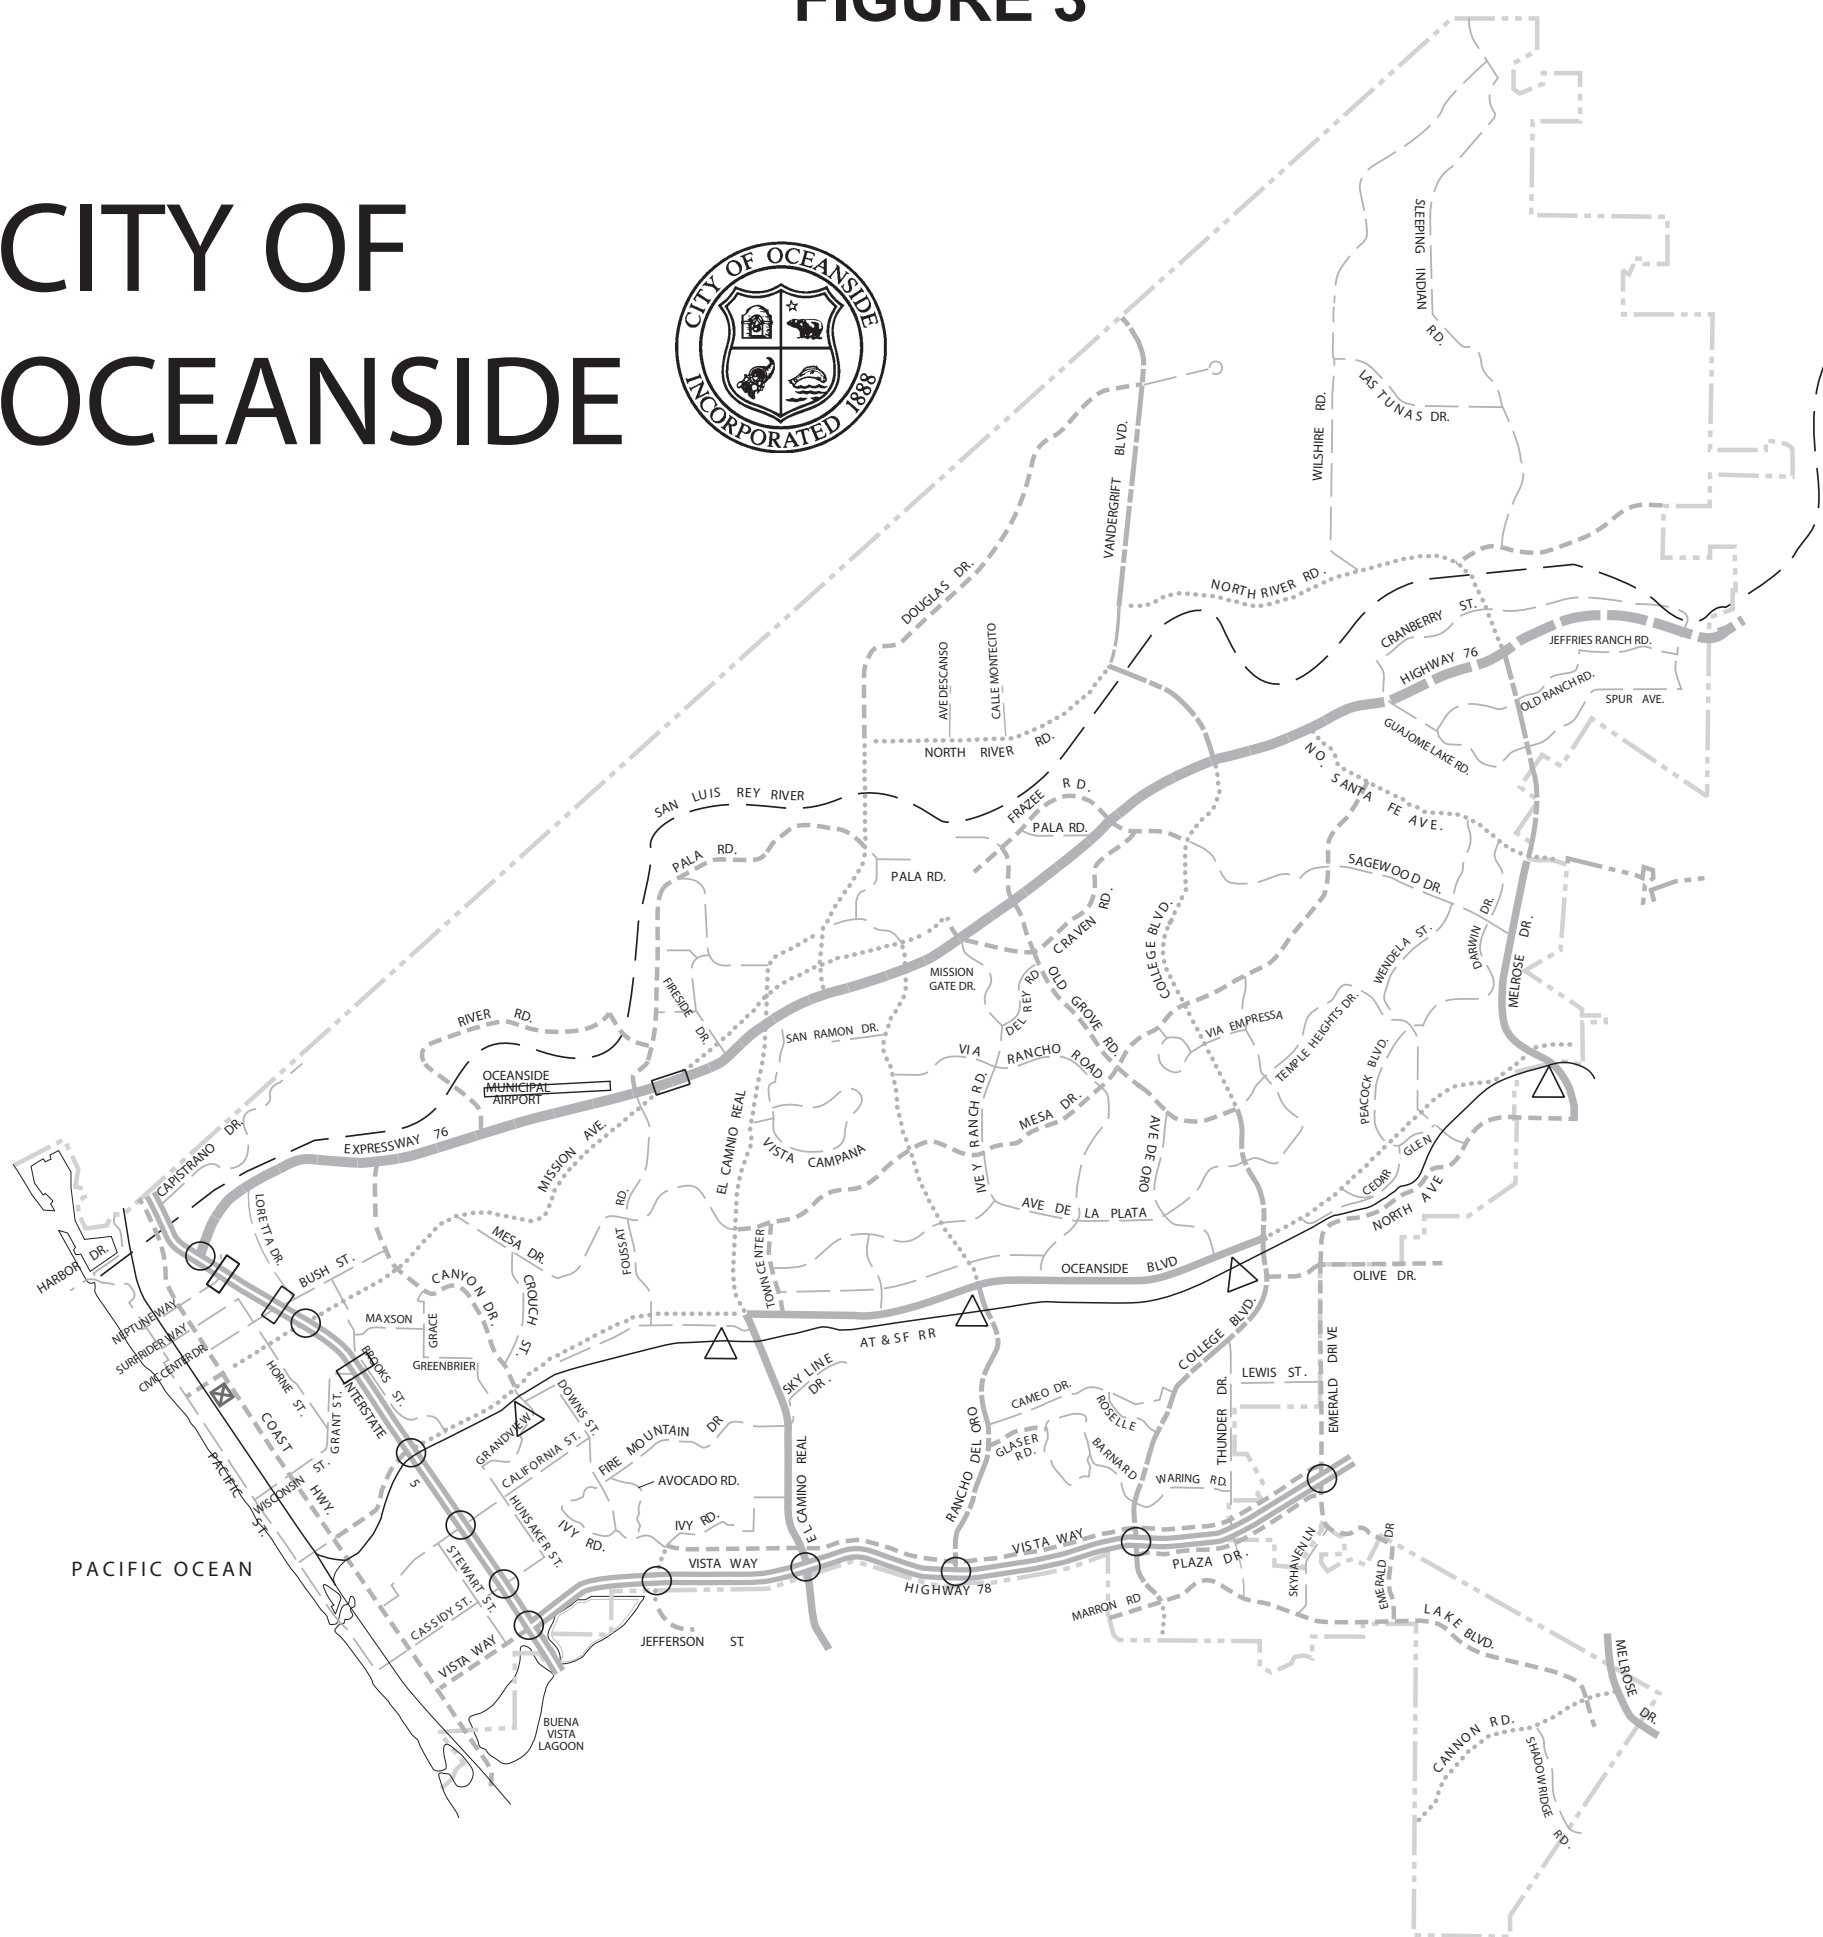 FIGURE 3
CITY OF
OCEANSIDE
CITY OF OCEANSIDE
INCORPORATED 1888
SLEEPING INDIAN RD.
LAS TUNAS DR.
WILSHIRE RD.
VANDERGRIFT BLVD.
DOUGLAS DR.
NORTH RIVER RD.
CRANBERRY ST.
JEFFRIES RANCH RD.
HIGHWAY 76
OLD RANCH RD.
SPUR AVE.
GUAJOME LAKE RD.
AVE DESCANSO
CALLE MONTECITO
NORTH RIVER RD.
NO. SANTA FE AVE.
SAN LUIS REY RIVER
FRAZEE RD.
PALA RD.
PALA RD.
PALA RD.
SAGEWOOD DR.
CRAVEN RD.
COLLEGE BLVD.
WENDELA ST.
DARWIN DR.
MELROSE DR.
MISSION
GATE DR.
DEL REY RD
OLD GROVE RD.
FIRESIDE DR.
RIVER RD.
SAN RAMON DR.
VIA RANCHO ROAD
VIA EMPRESSA
TEMPLE HEIGHTS DR.
PEACOCK BLVD.
OCEANSIDE
MUNICIPAL
AIRPORT
EXPRESSWAY 76
MISSION AVE.
EL CAMNIO REAL
VISTA CAMPANA
IVEY RANCH RD.
MESA DR.
AVE DE ORO
CEDAR GLEN
NORTH AVE
CAPISTRANO DR.
LORETTA DR.
MESA DR.
FOUSSAT RD.
AVE DE LA PLATA
TOWN CENTER
HARBOR DR.
BUSH ST.
CANYON DR.
CROUCH ST.
OCEANSIDE BLVD
OLIVE DR.
NEPTUNE WAY
SURFRIDER WAY
CIVIC CENTER DR.
MAXSON
GRACE
GREENBRIER
BROOKS ST.
AT & SF RR
COLLEGE BLVD.
EMERALD DRIVE
HORNE ST.
GRANT ST.
INTERSTATE 5
DOWNS ST.
SKY LINE DR.
CAMEO DR.
ROSELLE
LEWIS ST.
THUNDER DR.
COAST HWY.
PACIFIC ST.
WISCONSIN ST.
GRANDVIEW
CALIFORNIA ST.
FIRE MOUNTAIN DR
AVOCADO RD.
EL CAMINO REAL
RANCHO DEL ORO
GLASER
RD.
BARNARD
WARING RD.
HUNSAKER ST.
IVY RD.
IVY RD.
VISTA WAY
VISTA WAY
PLAZA DR.
HIGHWAY 78
SKYHAVEN LN
EMERALD DR
PACIFIC OCEAN
STEWART ST.
CASSIDY ST.
VISTA WAY
JEFFERSON ST.
MARRON RD
LAKE BLVD.
MELROSE DR.
BUENA
VISTA
LAGOON
CANNON RD.
SHADOWRIDGE RD.